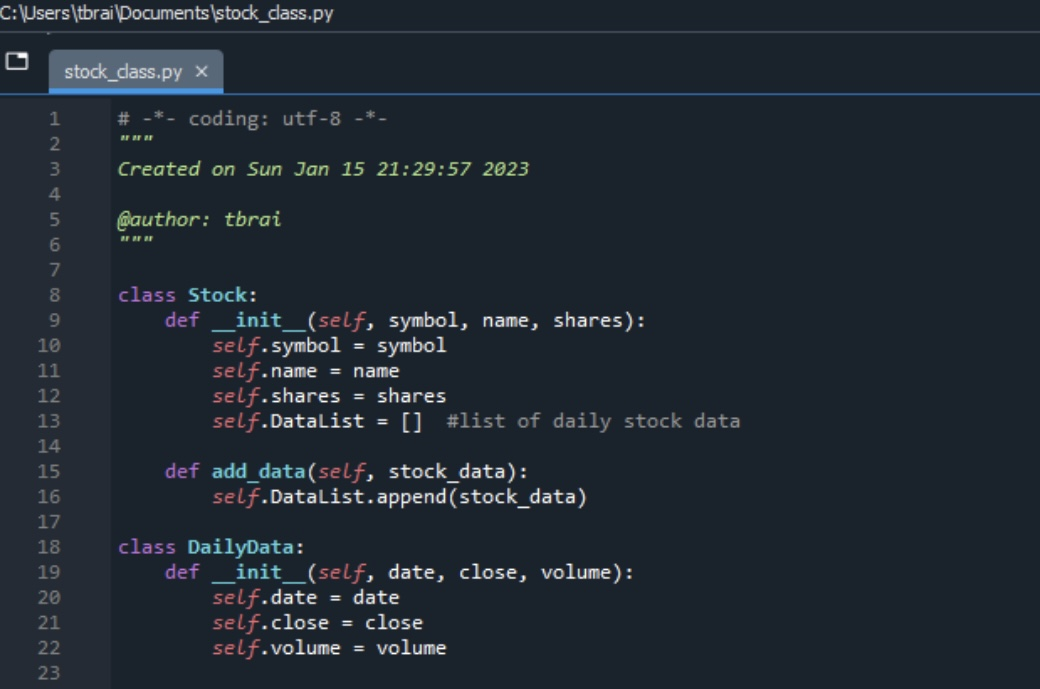 C:\Users\tbrai\Documents\stock_class.py
stock_class.py ×
1 # -*- coding: utf-8 -*-
2 """
3 Created on Sun Jan 15 21:29:57 2023
4
5 @author: tbrai
6 """
7
8 class Stock:
9     def __init__(self, symbol, name, shares):
10         self.symbol = symbol
11         self.name = name
12         self.shares = shares
13         self.DataList = []  #list of daily stock data
14
15     def add_data(self, stock_data):
16         self.DataList.append(stock_data)
17
18 class DailyData:
19     def __init__(self, date, close, volume):
20         self.date = date
21         self.close = close
22         self.volume = volume
23